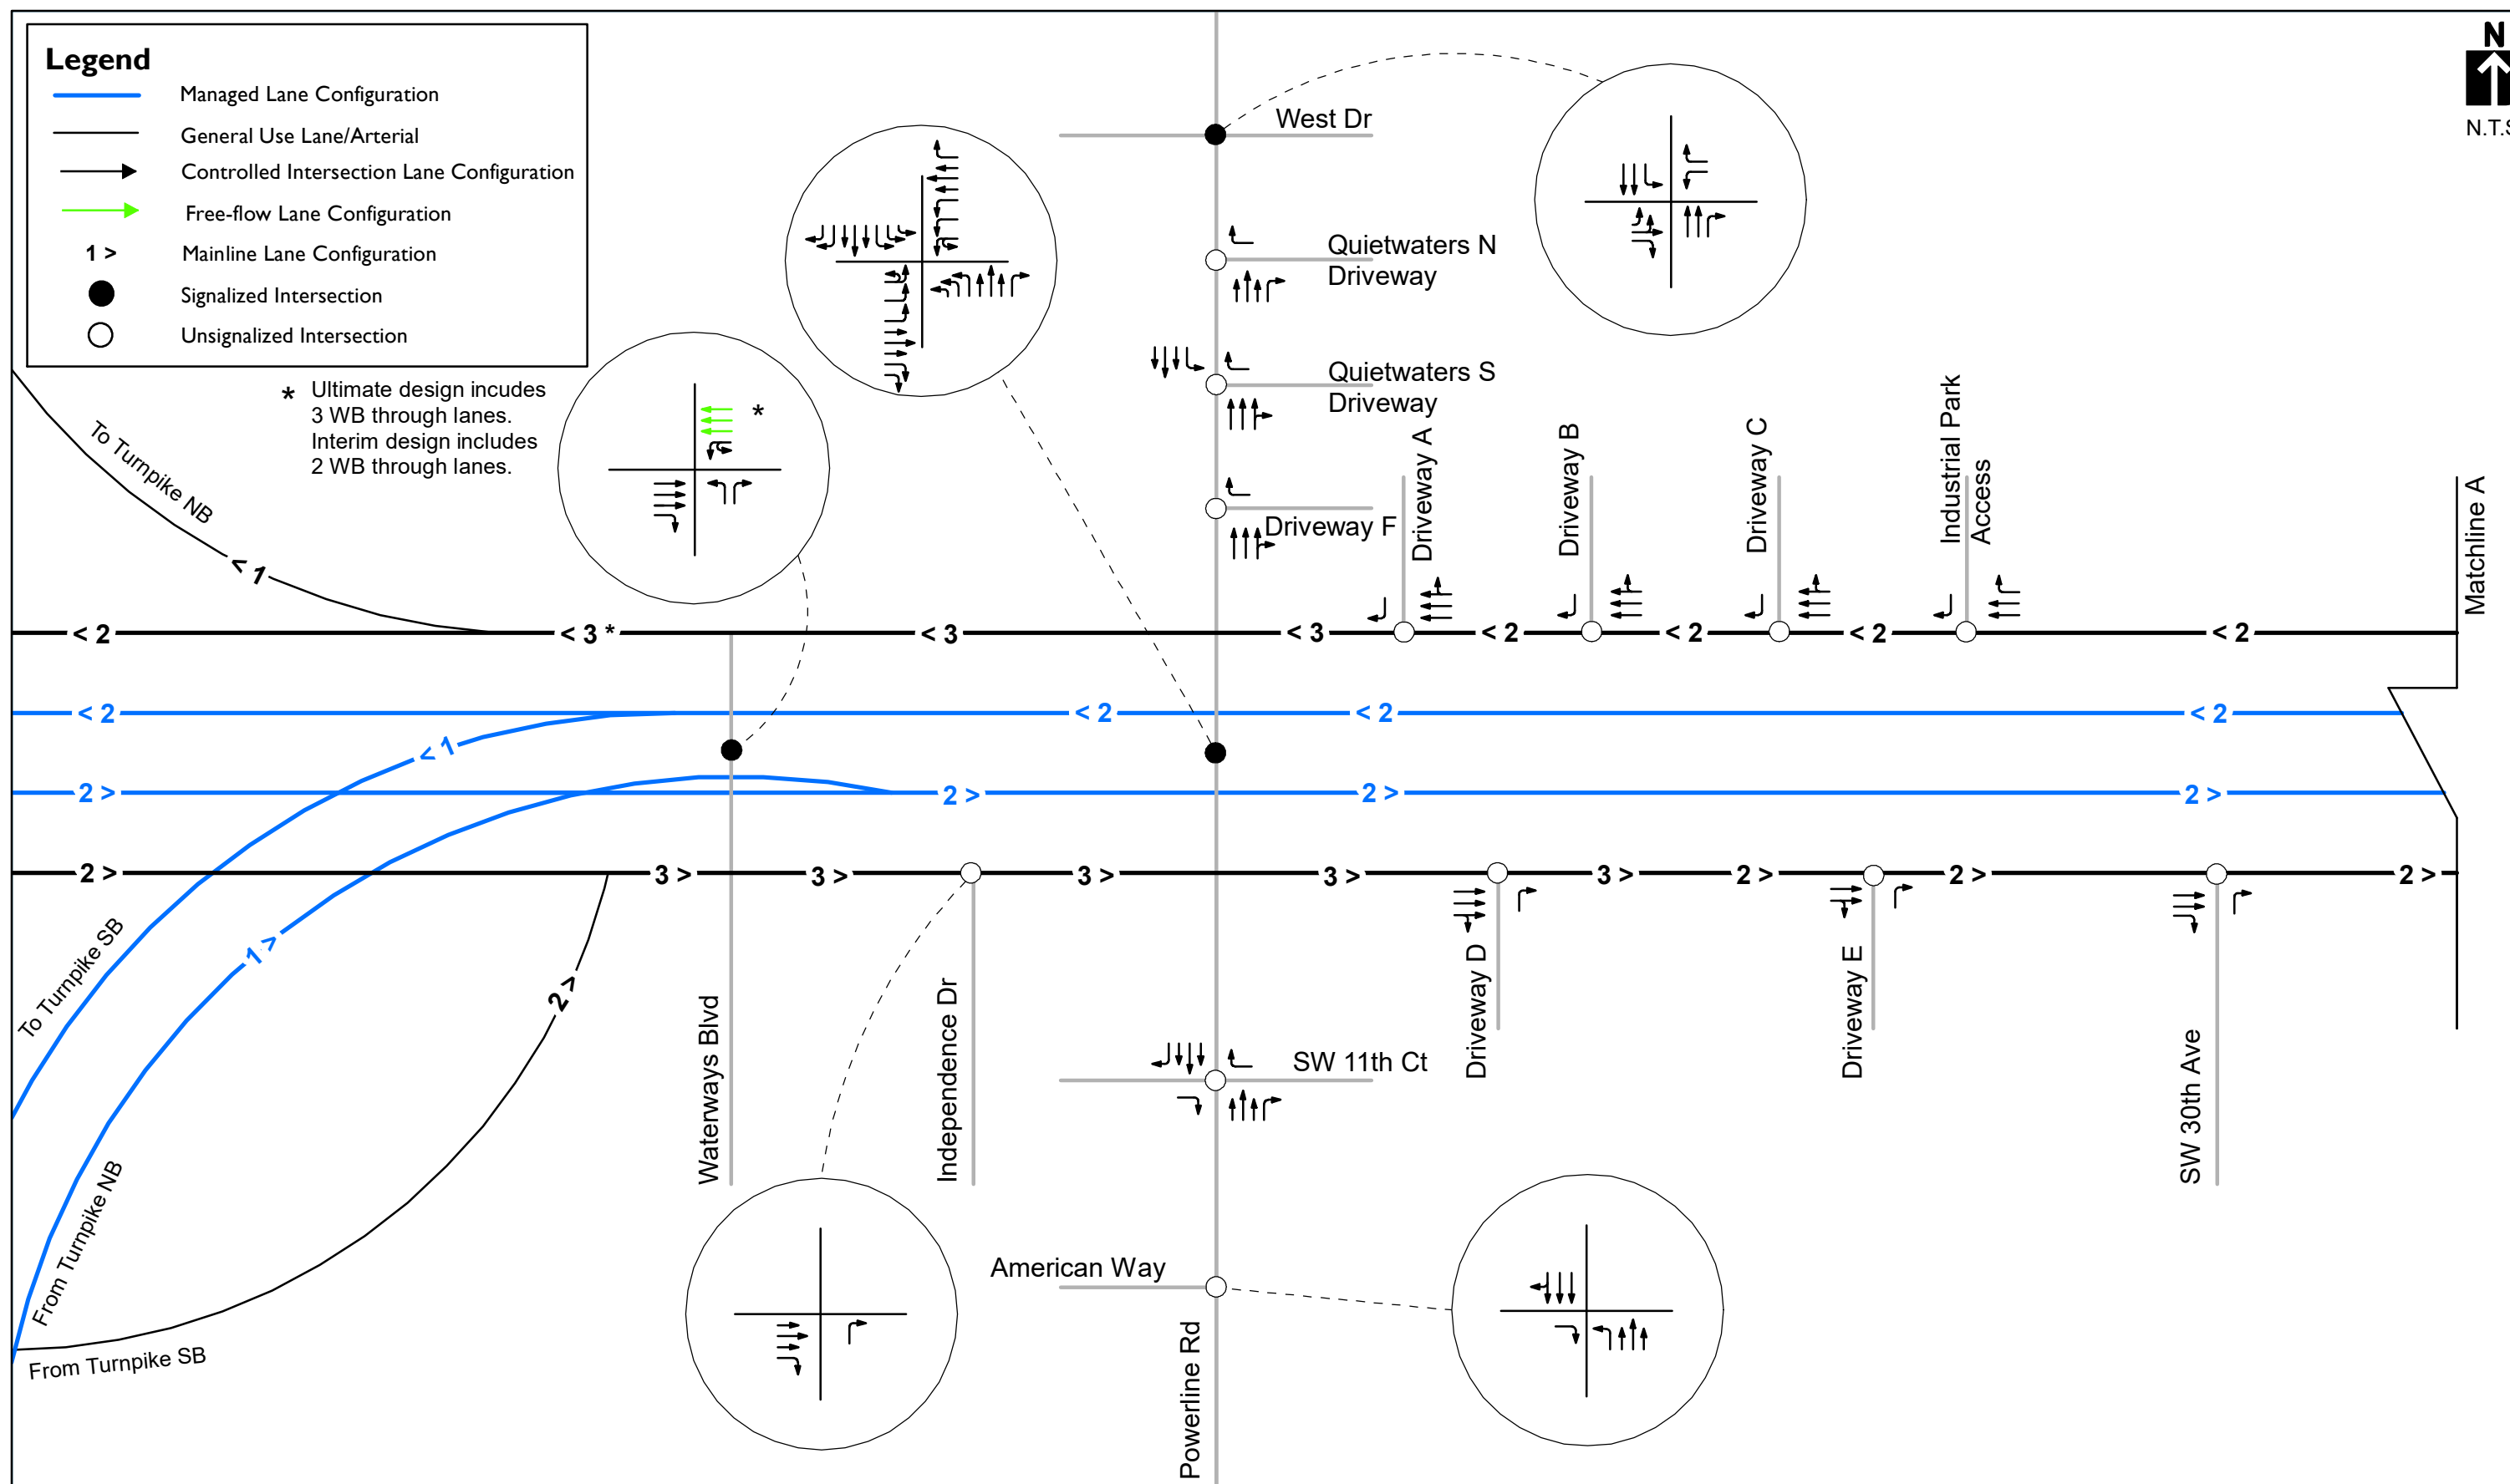 Legend
Managed Lane Configuration
General Use Lane/Arterial
Controlled Intersection Lane Configuration
Free-flow Lane Configuration
1 > Mainline Lane Configuration
Signalized Intersection
Unsignalized Intersection
* Ultimate design incudes
3 WB through lanes.
Interim design includes
2 WB through lanes.
N
N.T.S
West Dr
Quietwaters N
Driveway
Quietwaters S
Driveway
Driveway F
*
Driveway A
Driveway B
Driveway C
Industrial Park
Access
Matchline A
To Turnpike NB
< 1
< 2
< 3 *
< 3
< 3
< 2
< 2
< 2
< 2
< 2
< 2
< 2
< 2
< 1
2 >
2 >
2 >
2 >
2 >
3 >
3 >
3 >
3 >
3 >
2 >
2 >
2 >
To Turnpike SB
1 >
2 >
From Turnpike NB
From Turnpike SB
Waterways Blvd
Independence Dr
SW 11th Ct
American Way
Powerline Rd
Driveway D
Driveway E
SW 30th Ave